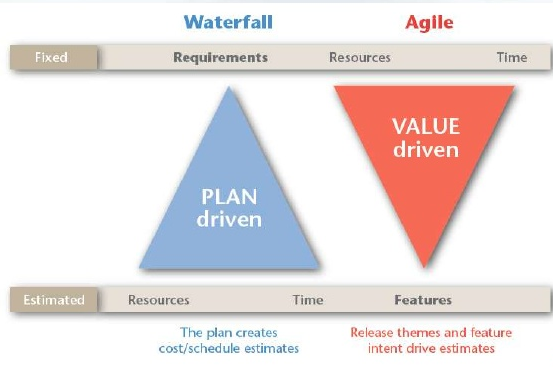 Waterfall Agile
Fixed Requirements Resources Time
VALUE
driven
PLAN
driven
Estimated Resources Time Features
The plan creates
cost/schedule estimates
Release themes and feature
intent drive estimates